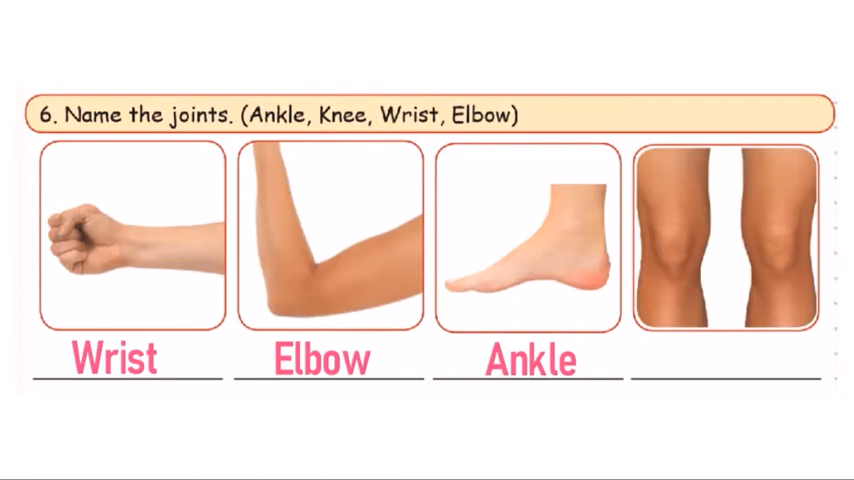 6. Name the joints. (Ankle, Knee, Wrist, Elbow)
Wrist Elbow Ankle